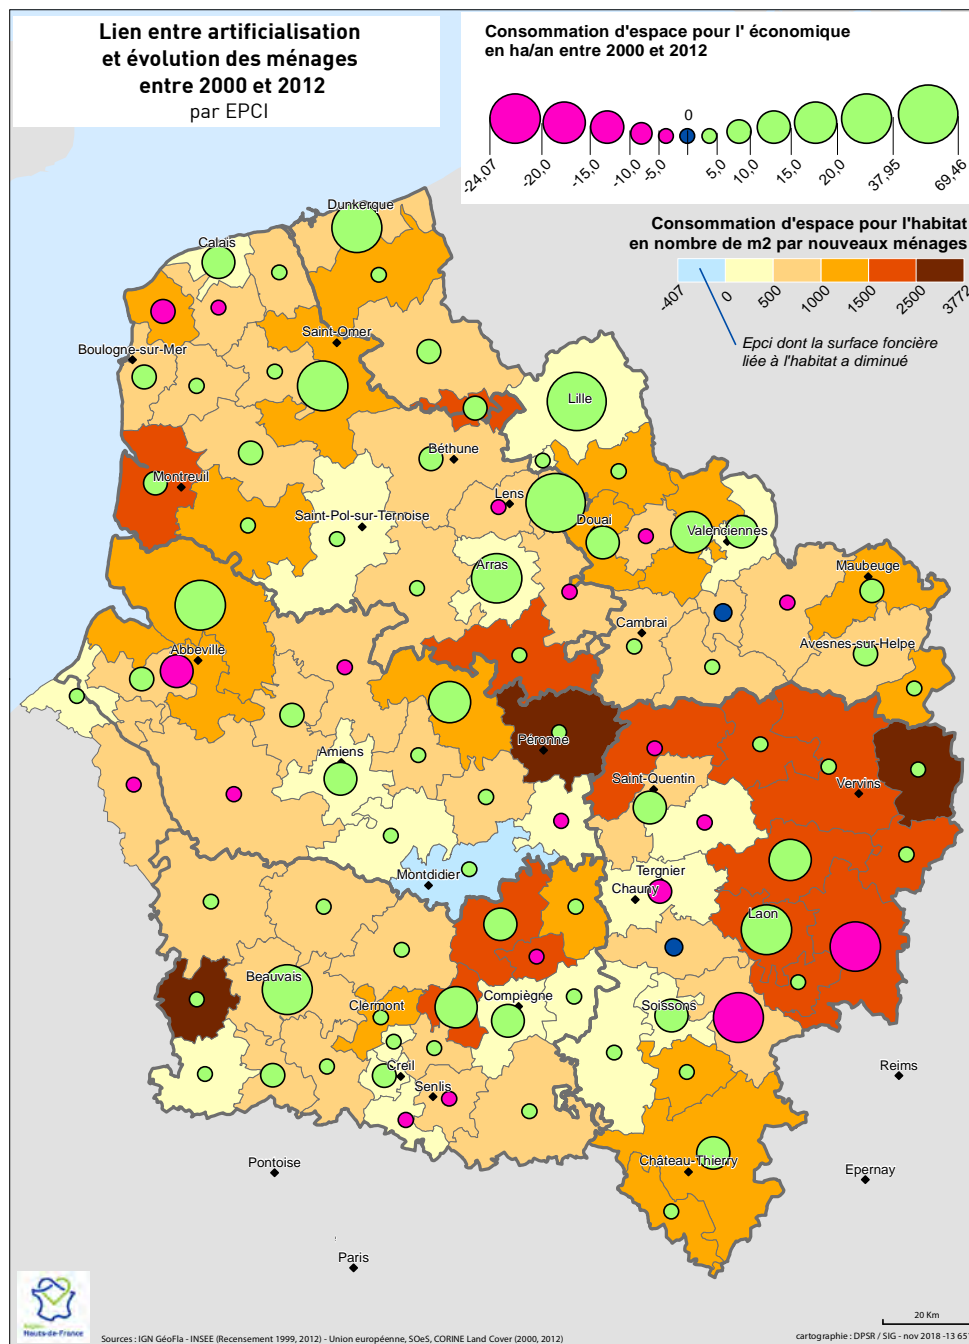 Lien entre artificialisation
et évolution des ménages
entre 2000 et 2012
par EPCI
Consommation d'espace pour l' économique
en ha/an entre 2000 et 2012
0
-24,07
-20,0
-15,0
-10,0
-5,0
5,0
10,0
15,0
20,0
37,95
69,46
Consommation d'espace pour l'habitat
en nombre de m2 par nouveaux ménages
-407
0
500
1000
1500
2500
3772
Epci dont la surface foncière
liée à l'habitat a diminué
Dunkerque
Calais
Saint-Omer
Boulogne-sur-Mer
Lille
Béthune
Montreuil
Lens
Saint-Pol-sur-Ternoise
Douai
Valenciennes
Arras
Maubeuge
Cambrai
Avesnes-sur-Helpe
Abbeville
Péronne
Amiens
Saint-Quentin
Vervins
Tergnier
Montdidier
Chauny
Laon
Beauvais
Clermont
Compiègne
Soissons
Creil
Senlis
Reims
Pontoise
Château-Thierry
Epernay
Paris
Hauts-de-France
20 Km
Sources : IGN GéoFla - INSEE (Recensement 1999, 2012) - Union européenne, SOeS, CORINE Land Cover (2000, 2012)
cartographie : DPSR / SIG - nov 2018 -13 65